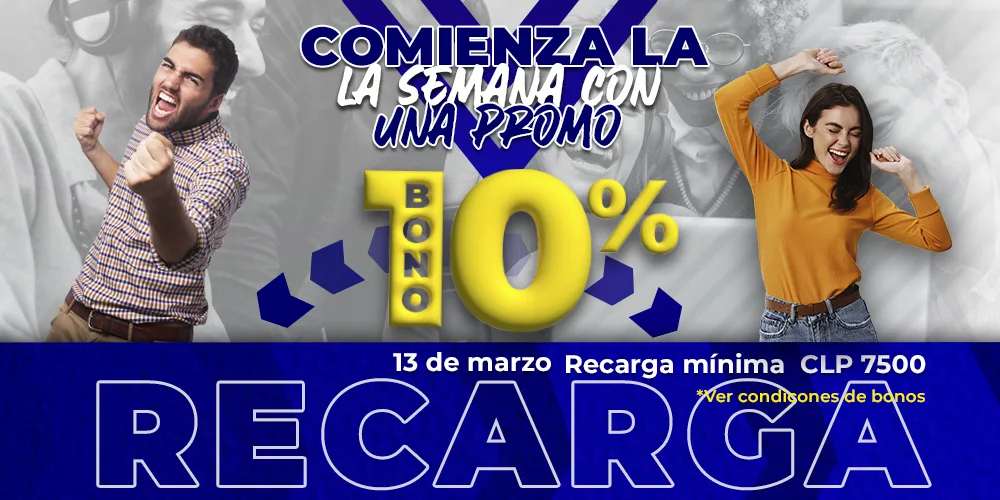 COMIENZA LA
LA SEMANA CON
UNA PROMO
BONO
10%
13 de marzo Recarga mínima CLP 7500
*Ver condicones de bonos
RECARGA